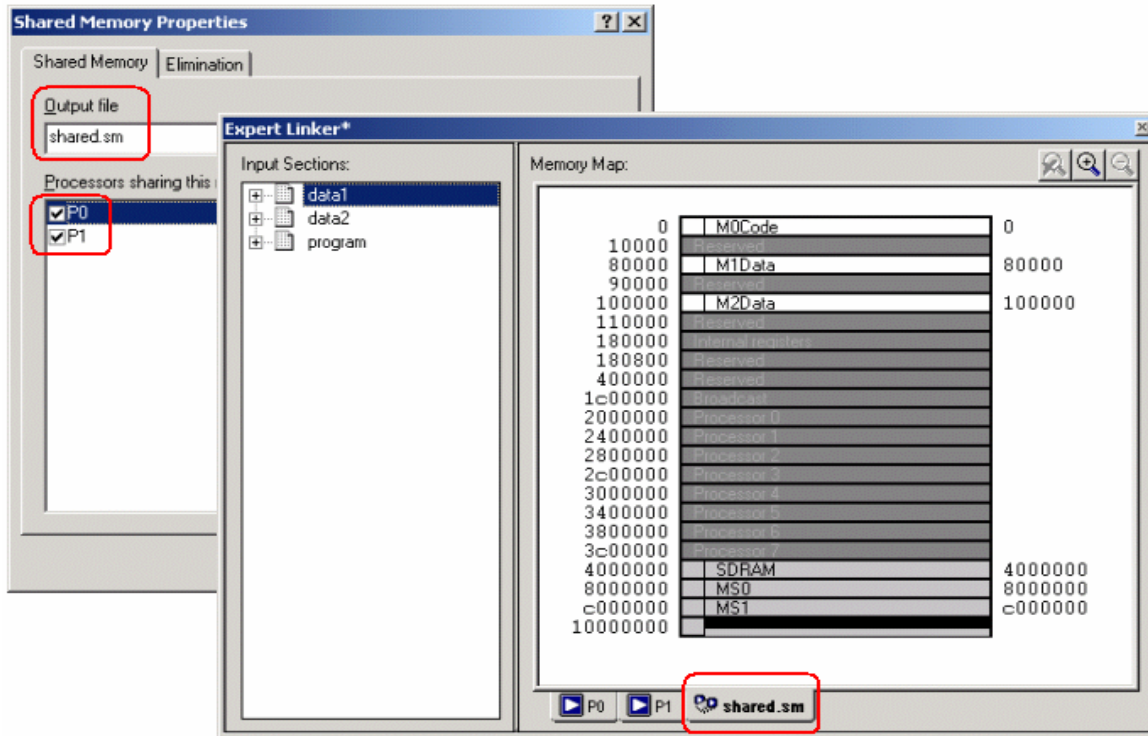 Shared Memory Properties
Shared Memory
Elimination
Output file
shared.sm
Processors sharing this
P0
P1
Expert Linker*
Input Sections:
data1
data2
program
Memory Map:
0 M0Code 0
10000 Reserved
80000 M1Data 80000
90000 Reserved
100000 M2Data 100000
110000 Reserved
180000 Internal registers
180800 Reserved
400000 Reserved
1c00000 Broadcast
2000000 Processor 0
2400000 Processor 1
2800000 Processor 2
2c00000 Processor 3
3000000 Processor 4
3400000 Processor 5
3800000 Processor 6
3c00000 Processor 7
4000000 SDRAM 4000000
8000000 MS0 8000000
c000000 MS1 c000000
10000000
P0 P1 shared.sm